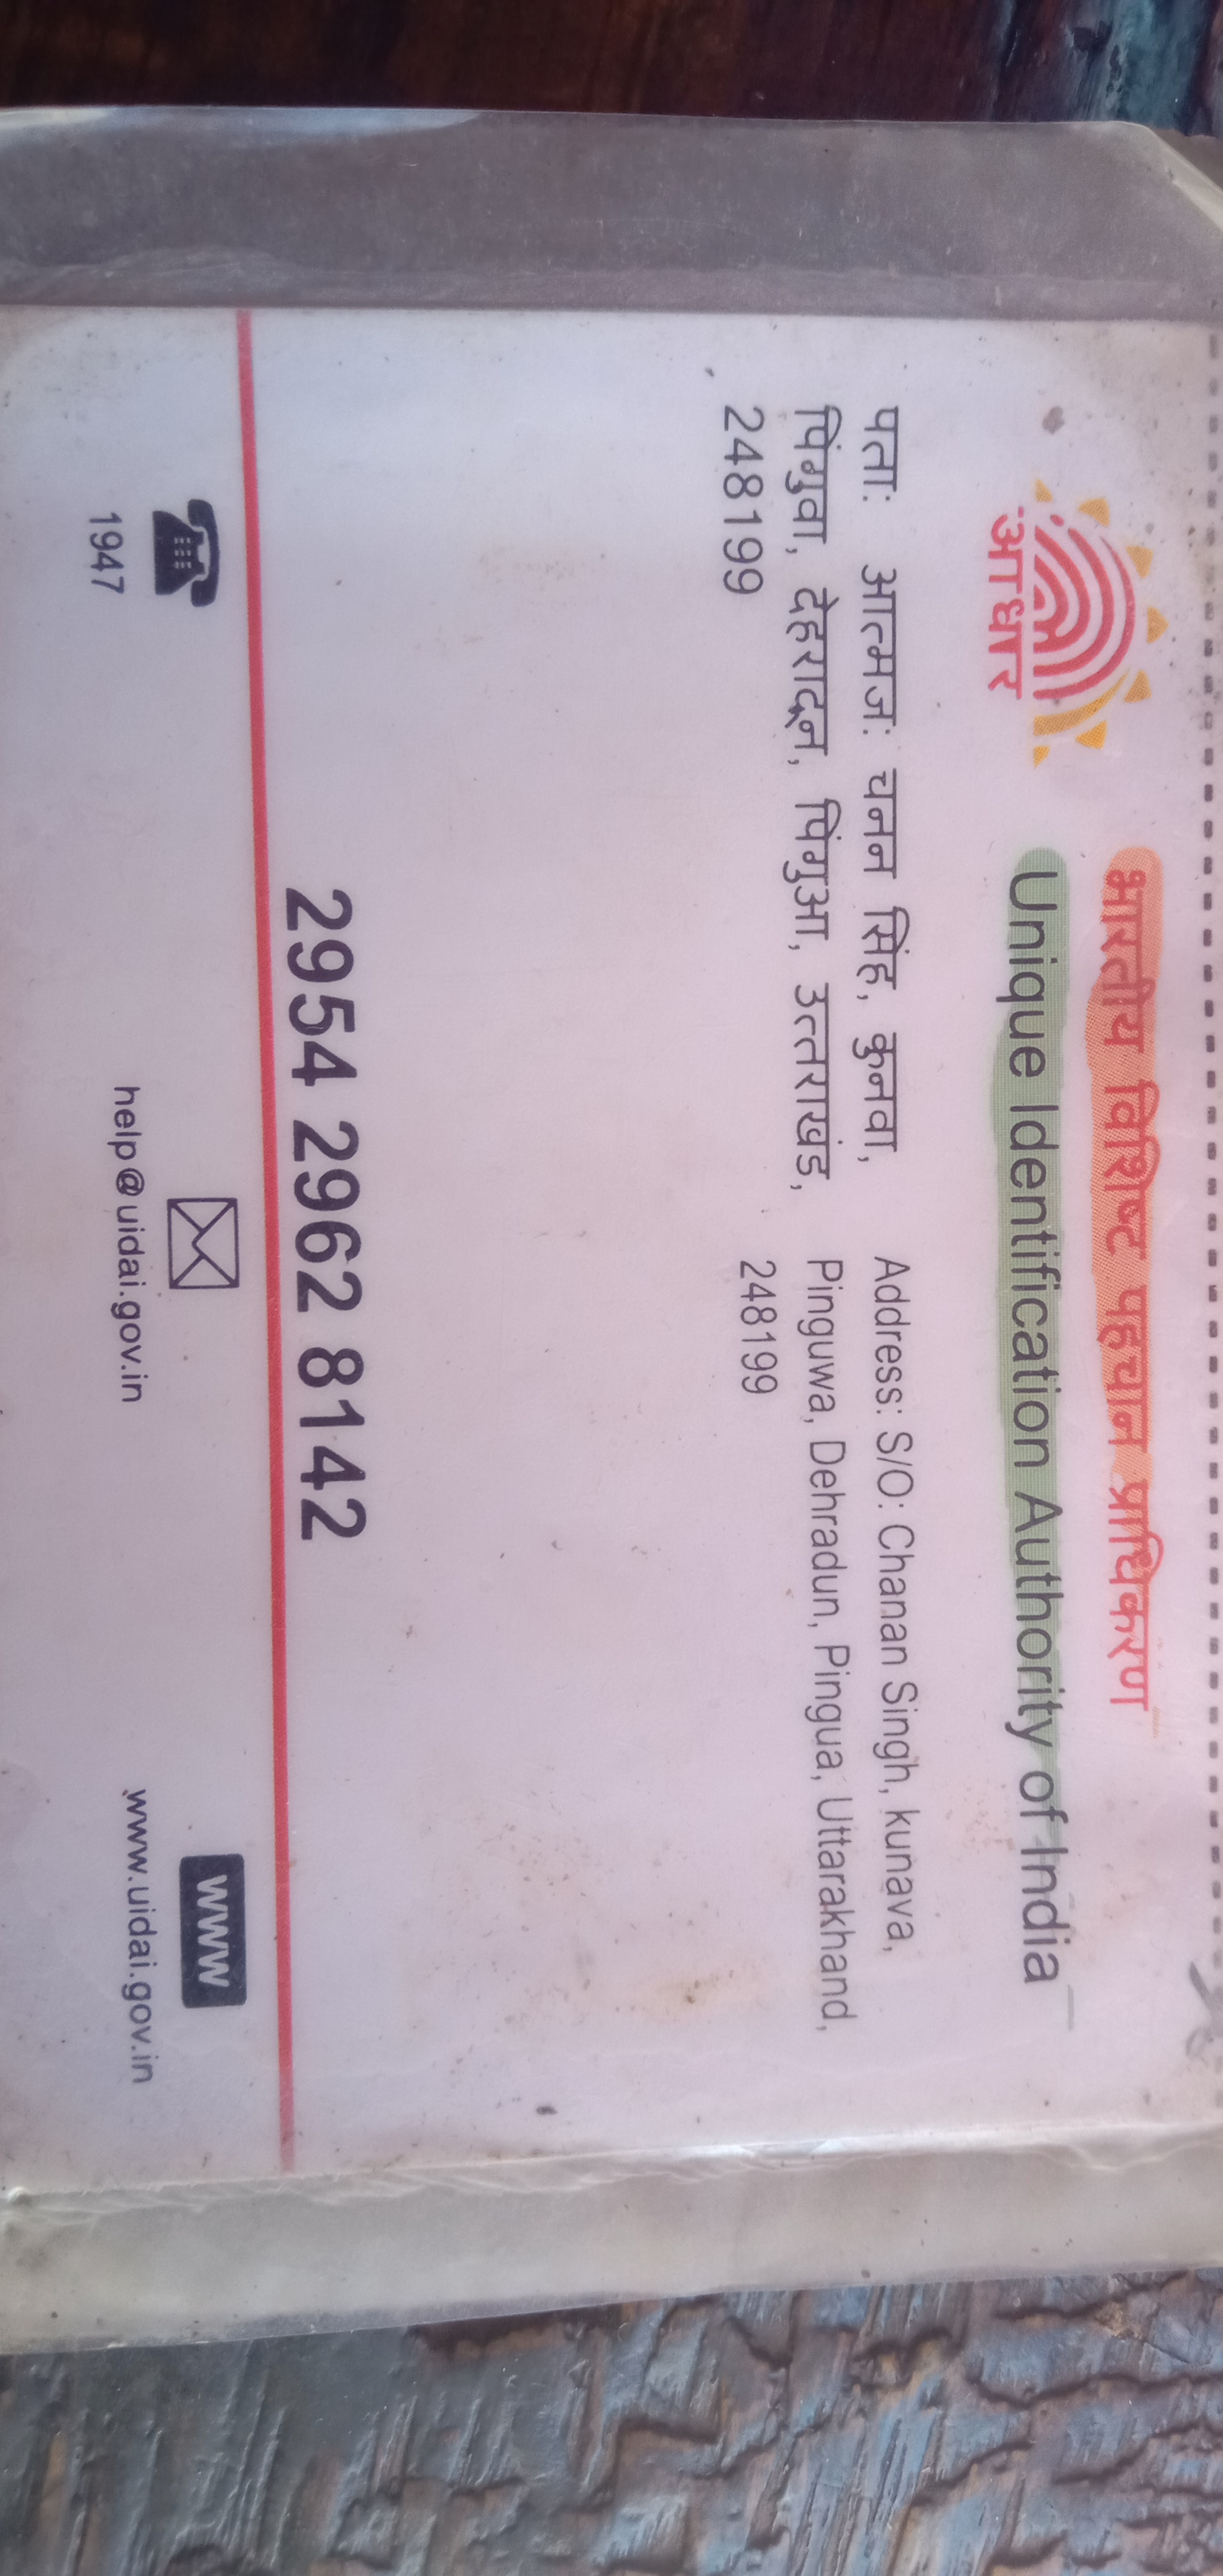 भारतीय विशिष्ट पहचान प्राधिकरण
Unique Identification Authority of India
आधार
पताः आत्मजः चनन सिंह, कुनवा,
पिंगुवा, देहरादून, पिंगुआ, उत्तराखंड,
248199
Address: S/O: Chanan Singh, kunava,
Pinguwa, Dehradun, Pingua, Uttarakhand,
248199
2954 2962 8142
1947
help@uidai.gov.in
www
www.uidai.gov.in